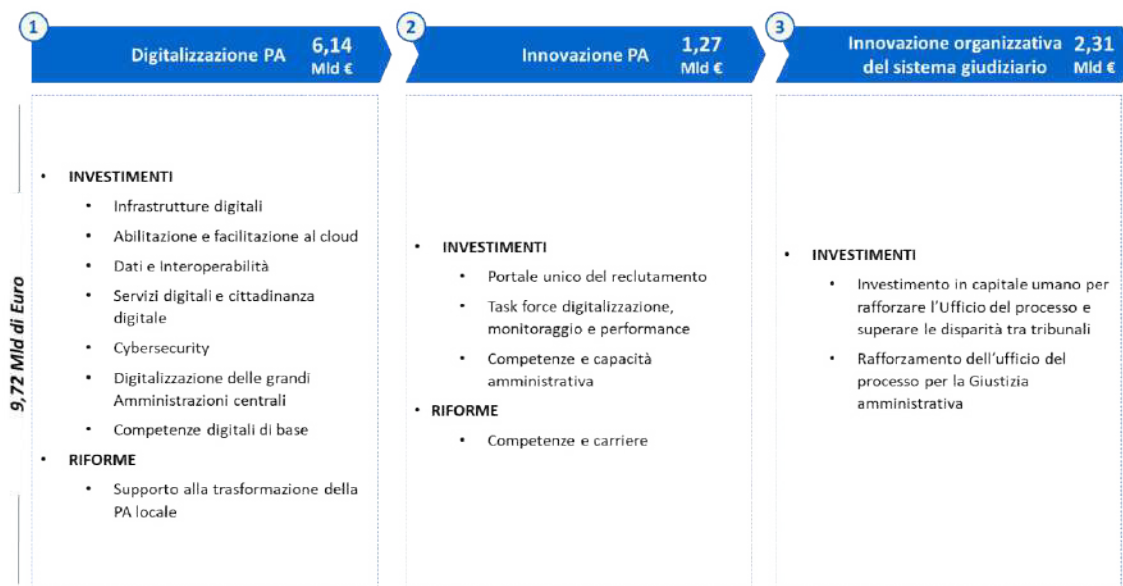 1
Digitalizzazione PA
6,14
Mld €
2
Innovazione PA
1,27
Mld €
3
Innovazione organizzativa
del sistema giudiziario
2,31
Mld €
9,72 Mld di Euro
• INVESTIMENTI
• Infrastrutture digitali
• Abilitazione e facilitazione al cloud
• Dati e Interoperabilità
• Servizi digitali e cittadinanza
digitale
• Cybersecurity
• Digitalizzazione delle grandi
Amministrazioni centrali
• Competenze digitali di base
• RIFORME
• Supporto alla trasformazione della
PA locale
• INVESTIMENTI
• Portale unico del reclutamento
• Task force digitalizzazione,
monitoraggio e performance
• Competenze e capacità
amministrativa
• RIFORME
• Competenze e carriere
• INVESTIMENTI
• Investimento in capitale umano per
rafforzare l'Ufficio del processo e
superare le disparità tra tribunali
• Rafforzamento dell'ufficio del
processo per la Giustizia
amministrativa